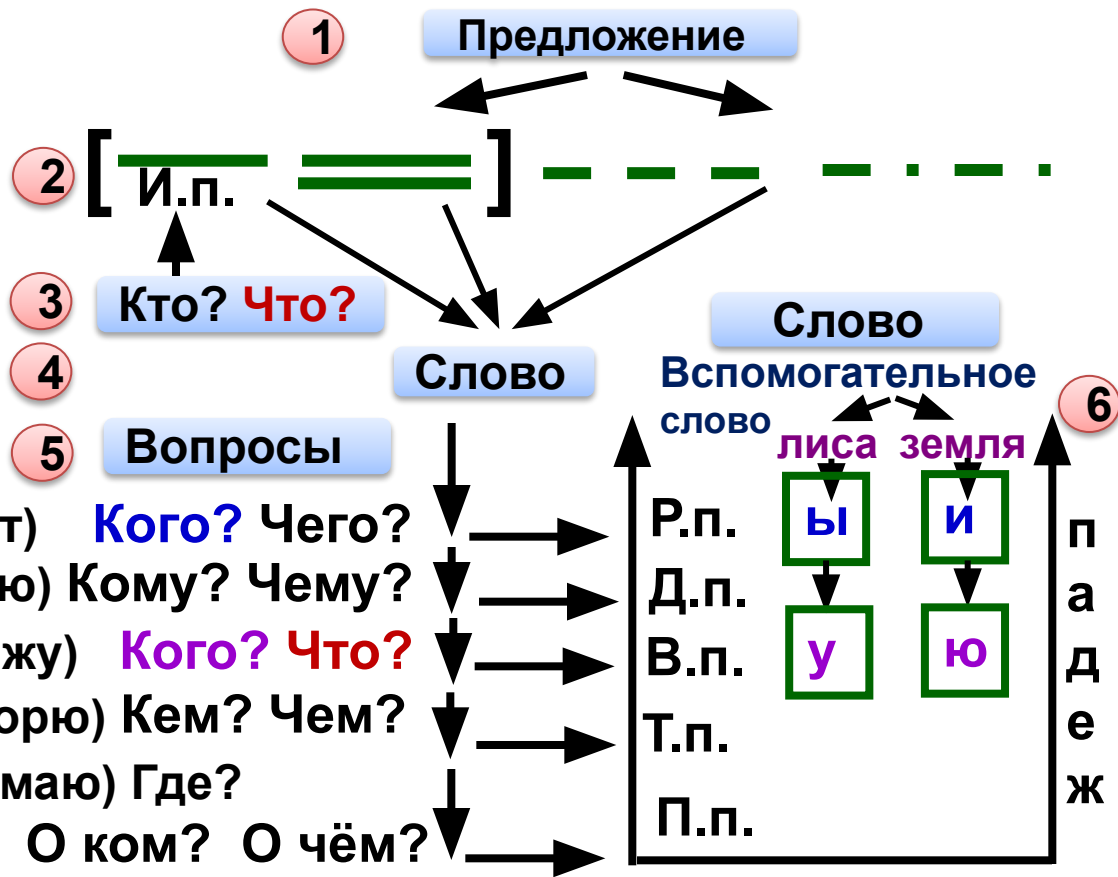 1 Предложение
2 [ ] И.п.
3 Кто? Что?
4 Слово
5 Вопросы
т) Кого? Чего?
ю) Кому? Чему?
жу) Кого? Что?
орю) Кем? Чем?
маю) Где?
О ком? О чём?
Слово
Вспомогательное
слово
6
лиса земля
Р.п. ы и
Д.п.
В.п. у ю
Т.п.
П.п.
падеж